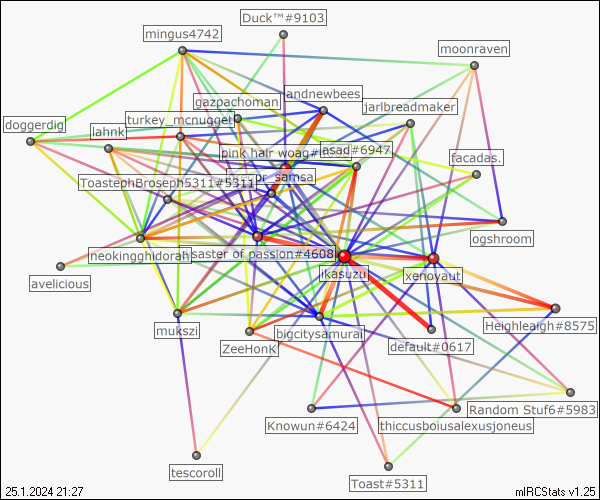 Duck™#9103
mingus4742
moonraven
landnewbees
gazpachoman
jarlbreadmaker
doggerdig
turkey_mcnugget
lahnk
pink hair woag#
asad#6947
facadas.
samsa
ToastephBroseph5311#5311
ogshroom
neokingghidorah
saster of passion#4608
ikasuzu
xenoyaut
avelicious
mukszi
ZeeHonk
bigcitysamurai
default#0617
Heighleaigh#8575
Knowun#6424
thiccusboiusalexusjoneus
Random Stuf6#5983
tescoroll
Toast#5311
25.1.2024 21:27
mIRCStats v1.25